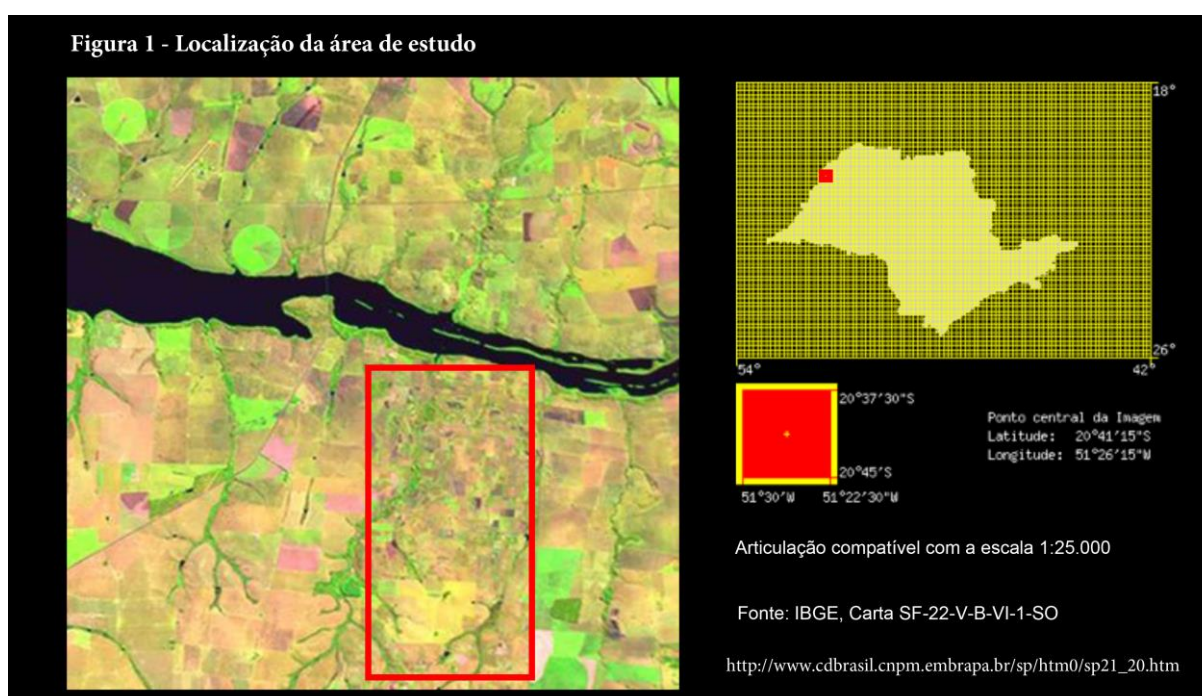 Figura 1 - Localização da área de estudo
18°
26°
54°
42°
20°37'30"S
20°45'S
51°30'W 51°22'30"W
Ponto central da Imagem
Latitude: 20°41'15"S
Longitude: 51°26'15"W
Articulação compatível com a escala 1:25.000
Fonte: IBGE, Carta SF-22-V-B-VI-1-SO
http://www.cdbrasil.cnpm.embrapa.br/sp/htm0/sp21_20.htm